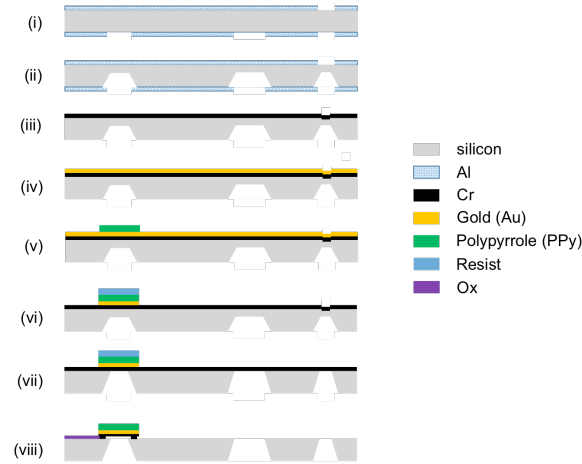 (i)
(ii)
(iii)
(iv)
(v)
(vi)
(vii)
(viii)
silicon
Al
Cr
Gold (Au)
Polypyrrole (PPy)
Resist
Ox